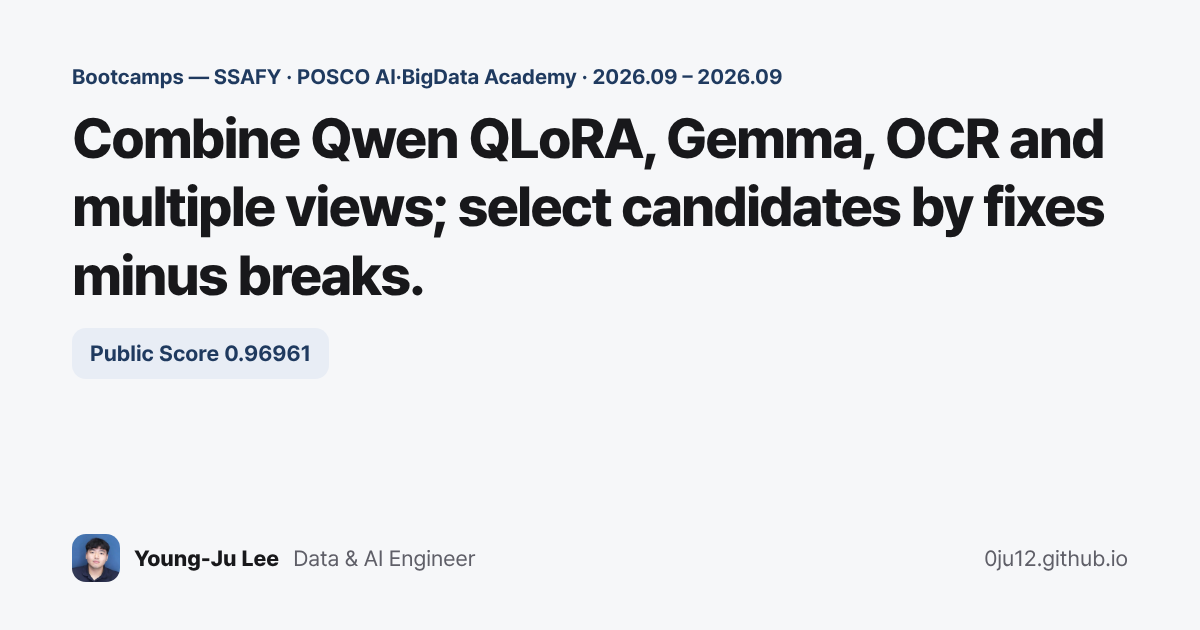 Bootcamps — SSAFY · POSCO AI·BigData Academy · 2026.09 – 2026.09
Combine Qwen QLoRA, Gemma, OCR and
multiple views; select candidates by fixes
minus breaks.
Public Score 0.96961
Young-Ju Lee Data & AI Engineer
0ju12.github.io